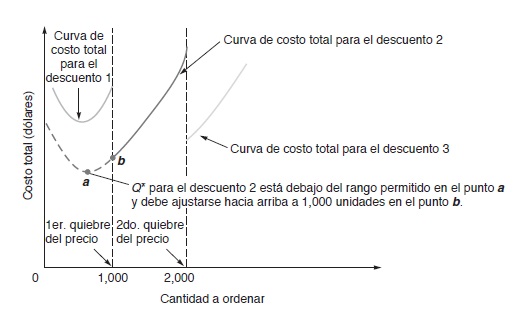 Curva de
costo total
para el
descuento 1
Curva de costo total para el descuento 2
Curva de costo total para el descuento 3
Costo total (dólares)
b
a
Q* para el descuento 2 está debajo del rango permitido en el punto a
y debe ajustarse hacia arriba a 1,000 unidades en el punto b.
1er. quiebre
del precio
2do. quiebre
del precio
0
1,000
2,000
Cantidad a ordenar